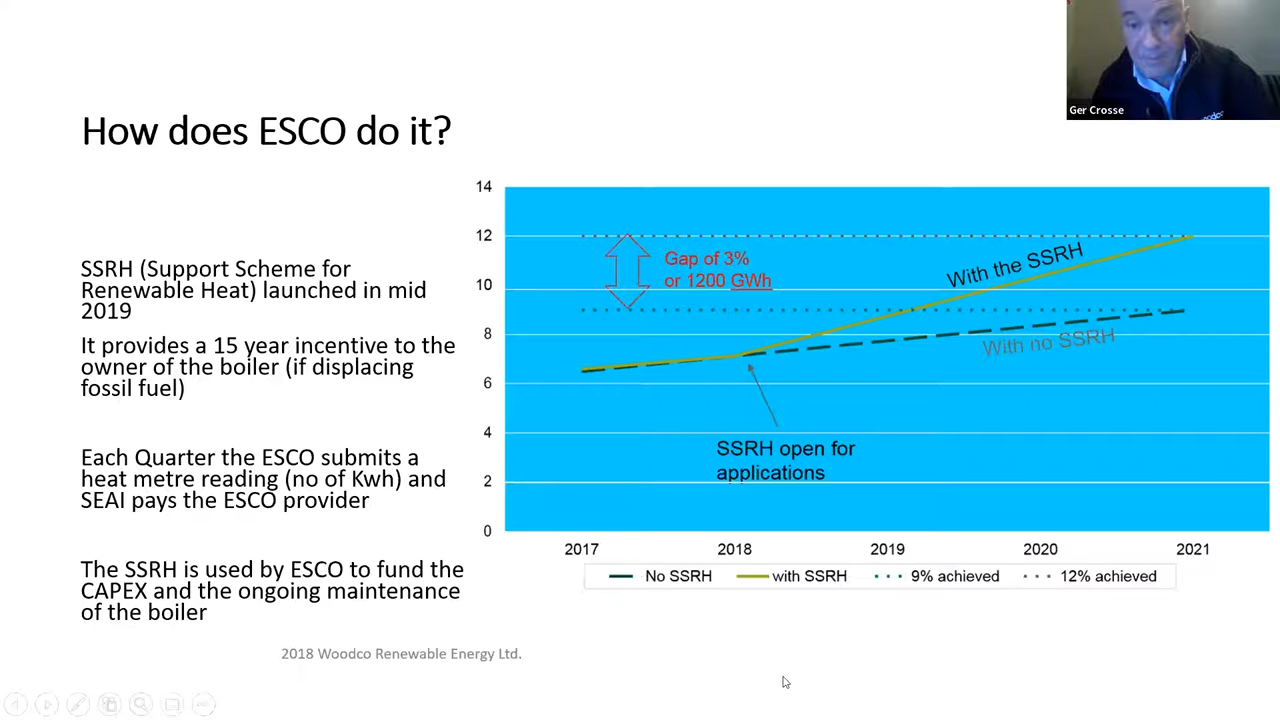 Ger Crosse
How does ESCO do it?
SSRH (Support Scheme for
Renewable Heat) launched in mid
2019
It provides a 15 year incentive to the
owner of the boiler (if displacing
fossil fuel)
Each Quarter the ESCO submits a
heat metre reading (no of Kwh) and
SEAI pays the ESCO provider
The SSRH is used by ESCO to fund the
CAPEX and the ongoing maintenance
of the boiler
14
12
10
8
6
4
2
0
Gap of 3%
or 1200 GWh
With the SSRH
With no SSRH
SSRH open for
applications
2017 2018 2019 2020 2021
No SSRH with SSRH 9% achieved 12% achieved
2018 Woodco Renewable Energy Ltd.